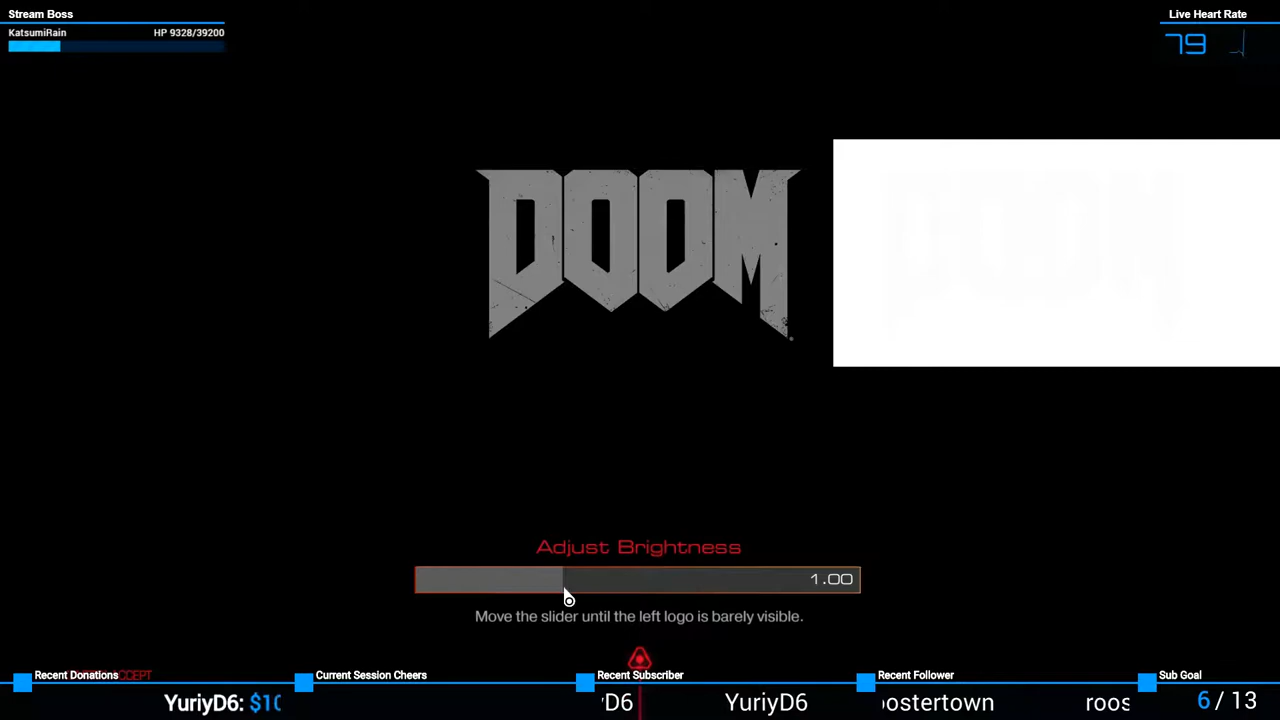 Stream Boss
KatsumiRain HP 9328/39200
Live Heart Rate
79
DOOM
Adjust Brightness
1.00
Move the slider until the left logo is barely visible.
Recent Donations
Current Session Cheers
Recent Subscriber
Recent Follower
Sub Goal
YuriyD6: $10
D6 YuriyD6
oostertown roos
6 / 13